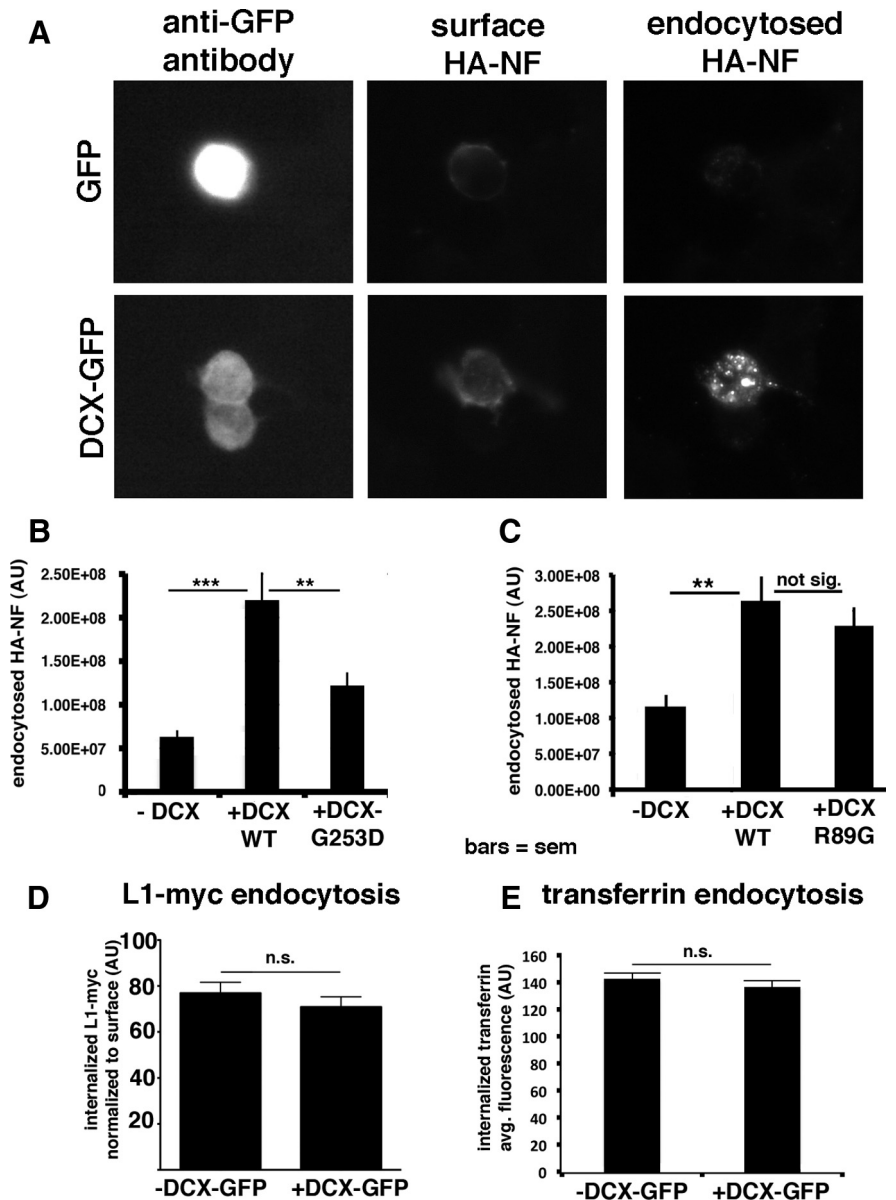 A
anti-GFP
antibody
surface
HA-NF
endocytosed
HA-NF
GFP
DCX-GFP
B
endocytosed HA-NF (AU)
2.50E+08
2.00E+08
1.50E+08
1.00E+08
5.00E+07
0
***
**
- DCX
+DCX
WT
+DCX-
G253D
C
endocytosed HA-NF (AU)
3.00E+08
2.50E+08
2.00E+08
1.50E+08
1.00E+08
5.00E+07
0.00E+00
**
not sig.
-DCX
+DCX
WT
+DCX
R89G
bars = sem
D
L1-myc endocytosis
internalized L1-myc
normalized to surface (AU)
100
80
60
40
20
n.s.
-DCX-GFP
+DCX-GFP
E
transferrin endocytosis
internalized transferrin
avg. fluorescence (AU)
160
140
120
100
80
60
40
20
0
n.s.
-DCX-GFP
+DCX-GFP